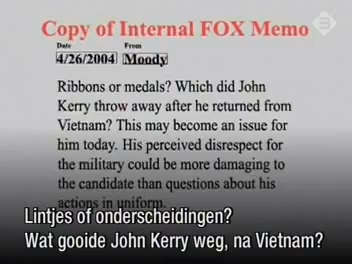 Copy of Internal FOX Memo
Date From
4/26/2004 Moody
Ribbons or medals? Which did John
Kerry throw away after he returned from
Vietnam? This may become an issue for
him today. His perceived disrespect for
the military could be more damaging to
the candidate than questions about his
actions in uniform.
Lintjes of onderscheidingen?
Wat gooide John Kerry weg, na Vietnam?